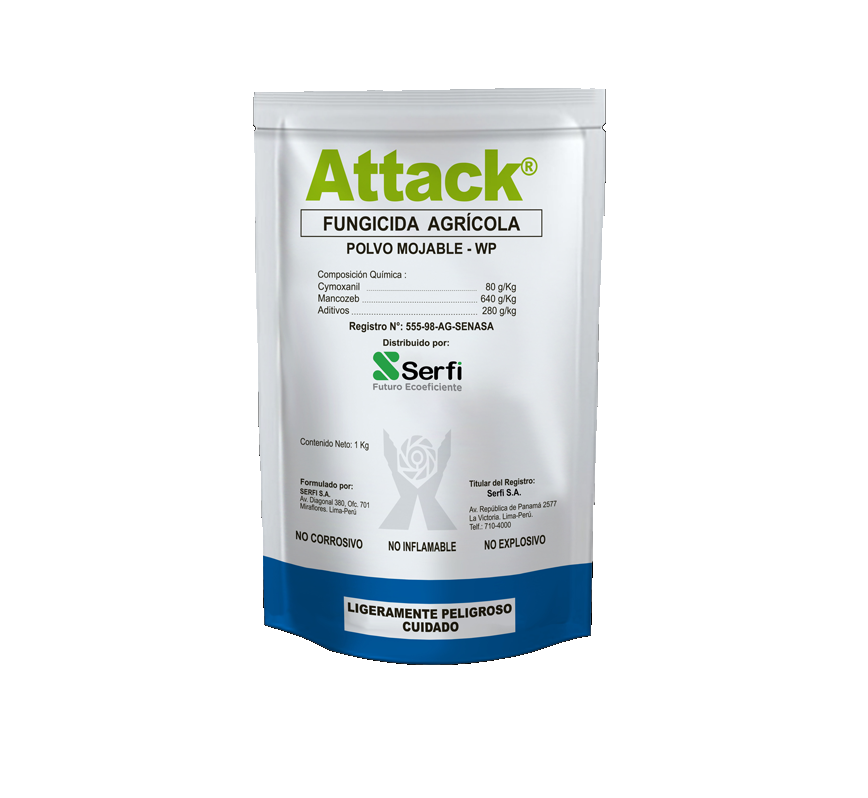 Attack®
FUNGICIDA AGRÍCOLA
POLVO MOJABLE - WP
Composición Química :
Cymoxanil ........ 80 g/Kg
Mancozeb ........ 640 g/Kg
Aditivos ........ 280 g/kg
Registro N°: 555-98-AG-SENASA
Distribuido por:
Serfi
Futuro Ecoeficiente
Contenido Neto: 1 Kg
Formulado por:
SERFI S.A.
Av. Diagonal 380, Ofc. 701
Miraflores. Lima-Perú
Titular del Registro:
Serfi S.A.
Av. República de Panamá 2577
La Victoria. Lima-Perú.
Telf.: 710-4000
NO CORROSIVO
NO INFLAMABLE
NO EXPLOSIVO
LIGERAMENTE PELIGROSO
CUIDADO